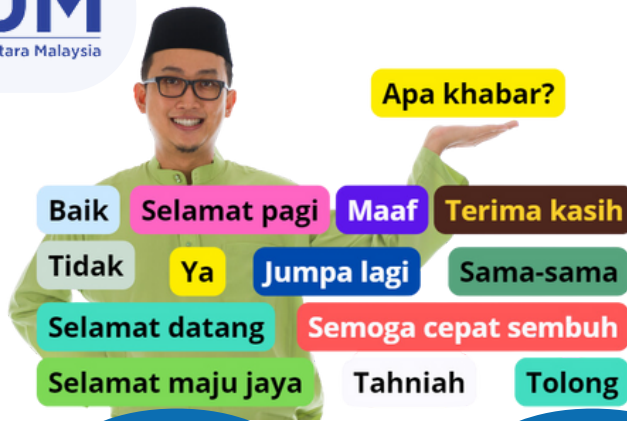 UM
tara Malaysia
Apa khabar?
Baik Selamat pagi Maaf Terima kasih
Tidak Ya Jumpa lagi Sama-sama
Selamat datang Semoga cepat sembuh
Selamat maju jaya Tahniah Tolong